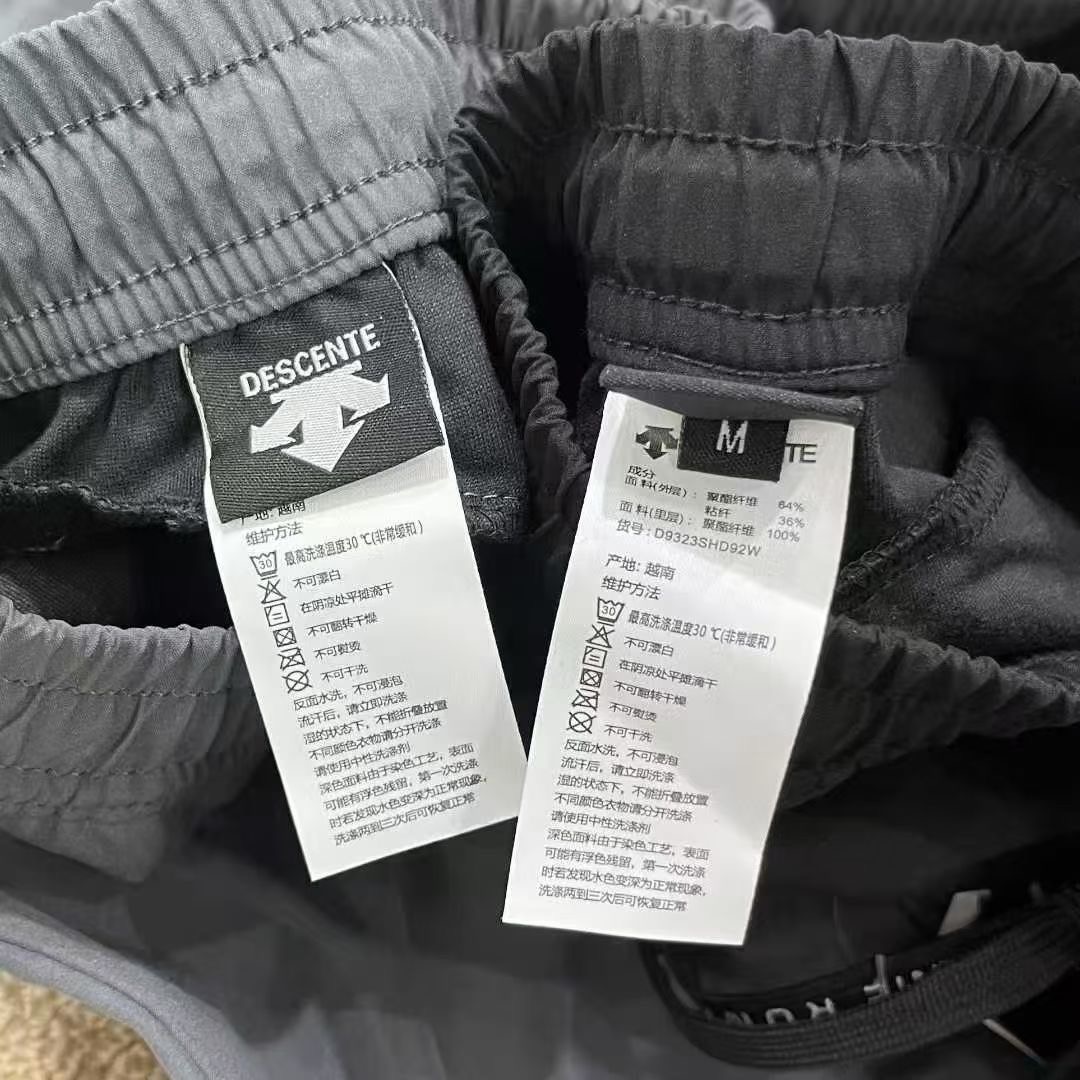 DESCENTE
产地: 越南
维护方法
30 最高洗涤温度30 ℃(非常缓和)
不可漂白
在阴凉处平摊滴干
不可翻转干燥
不可熨烫
不可干洗
反面水洗，不可浸泡
流汗后，请立即洗涤
湿的状态下，不能折叠放置
不同颜色衣物请分开洗涤
请使用中性洗涤剂
深色面料由于染色工艺，表面
可能有浮色残留，第一次洗涤
时若发现水色变深为正常现象，
洗涤两到三次后可恢复正常
M
TE
成分
面 料(外层)： 聚酯纤维 64%
粘纤 36%
面 料(里层)： 聚酯纤维 100%
货号: D9323SHD92W
产地: 越南
维护方法
30 最高洗涤温度30 ℃(非常缓和)
不可漂白
在阴凉处平摊滴干
不可翻转干燥
不可熨烫
不可干洗
反面水洗，不可浸泡
流汗后，请立即洗涤
湿的状态下，不能折叠放置
不同颜色衣物请分开洗涤
请使用中性洗涤剂
深色面料由于染色工艺，表面
可能有浮色残留，第一次洗涤
时若发现水色变深为正常现象，
洗涤两到三次后可恢复正常